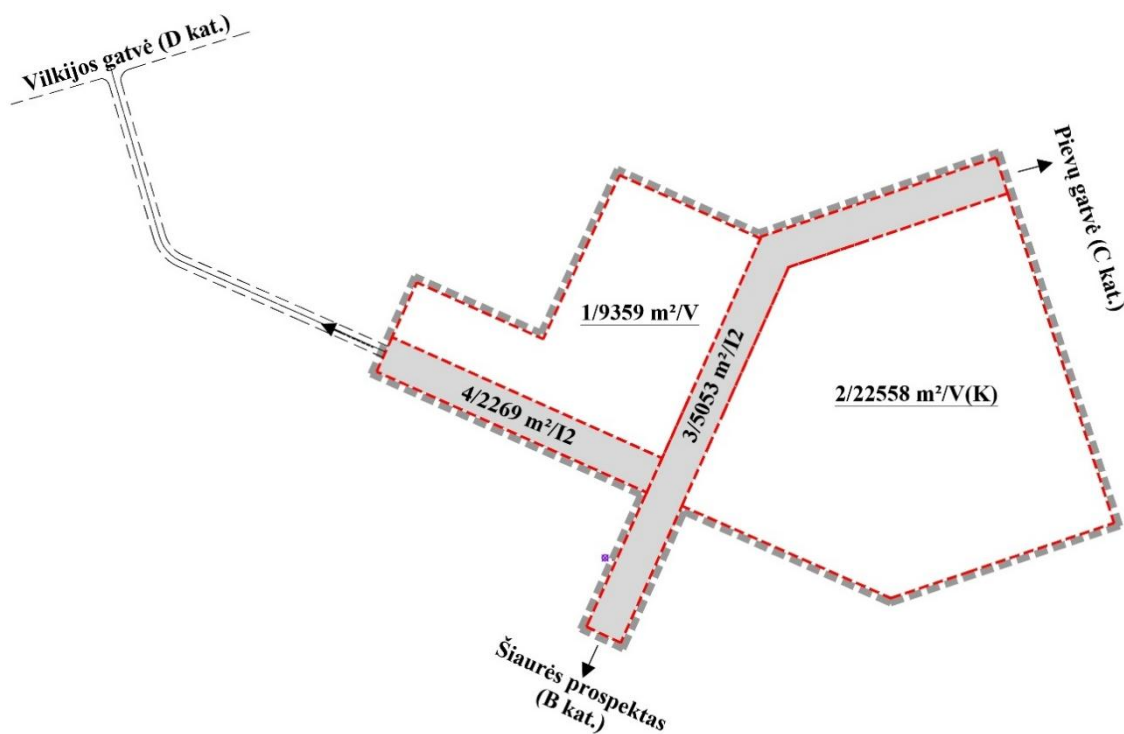 Vilkijos gatvė (D kat.)
Pievų gatvė (C kat.)
1/9359 m²/V
3/5053 m²/I2
2/22558 m²/V(K)
4/2269 m²/I2
Šiaurės prospektas
(B kat.)